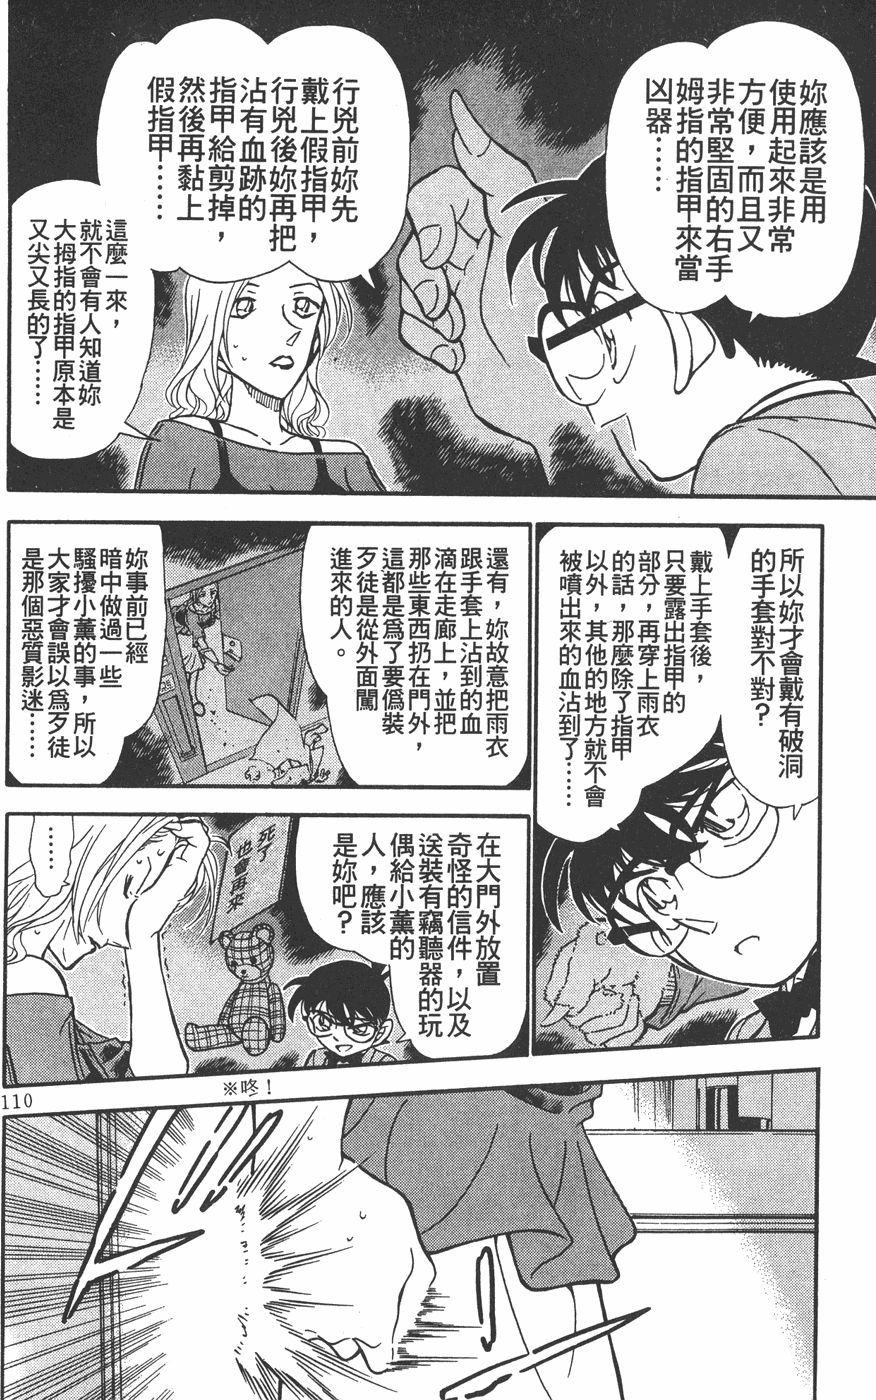 妳應該是用
使用起來非常
方便，而且又
非常堅固的右手
姆指的指甲來當
凶器……
行兇前妳先
戴上假指甲，
行兇後妳再把
沾有血跡的
指甲給剪掉，
然後再黏上
假指甲……
這麼一來，
就不會有人知道妳
大拇指的指甲原本是
又尖又長的了……
所以妳才會戴有破洞
的手套對不對？
戴上手套後，
只要露出指甲的
部分，再穿上雨衣
的話，那麼除了指甲
以外，其他的地方就不會
被噴出來的血沾到了……
還有，妳故意把雨衣
跟手套上沾到的血
滴在走廊上，並把
那些東西扔在門外，
這都是為了要偽裝
歹徒是從外面闖
進來的人。
妳事前已經
暗中做過一些
騷擾小薰的事，所以
大家才會誤以為歹徒
是那個惡質影迷……
在大門外放置
奇怪的信件，以及
送裝有竊聽器的玩
偶給小薰的
人，應該
是妳吧？
死了
也會再來
……
※咚！
110